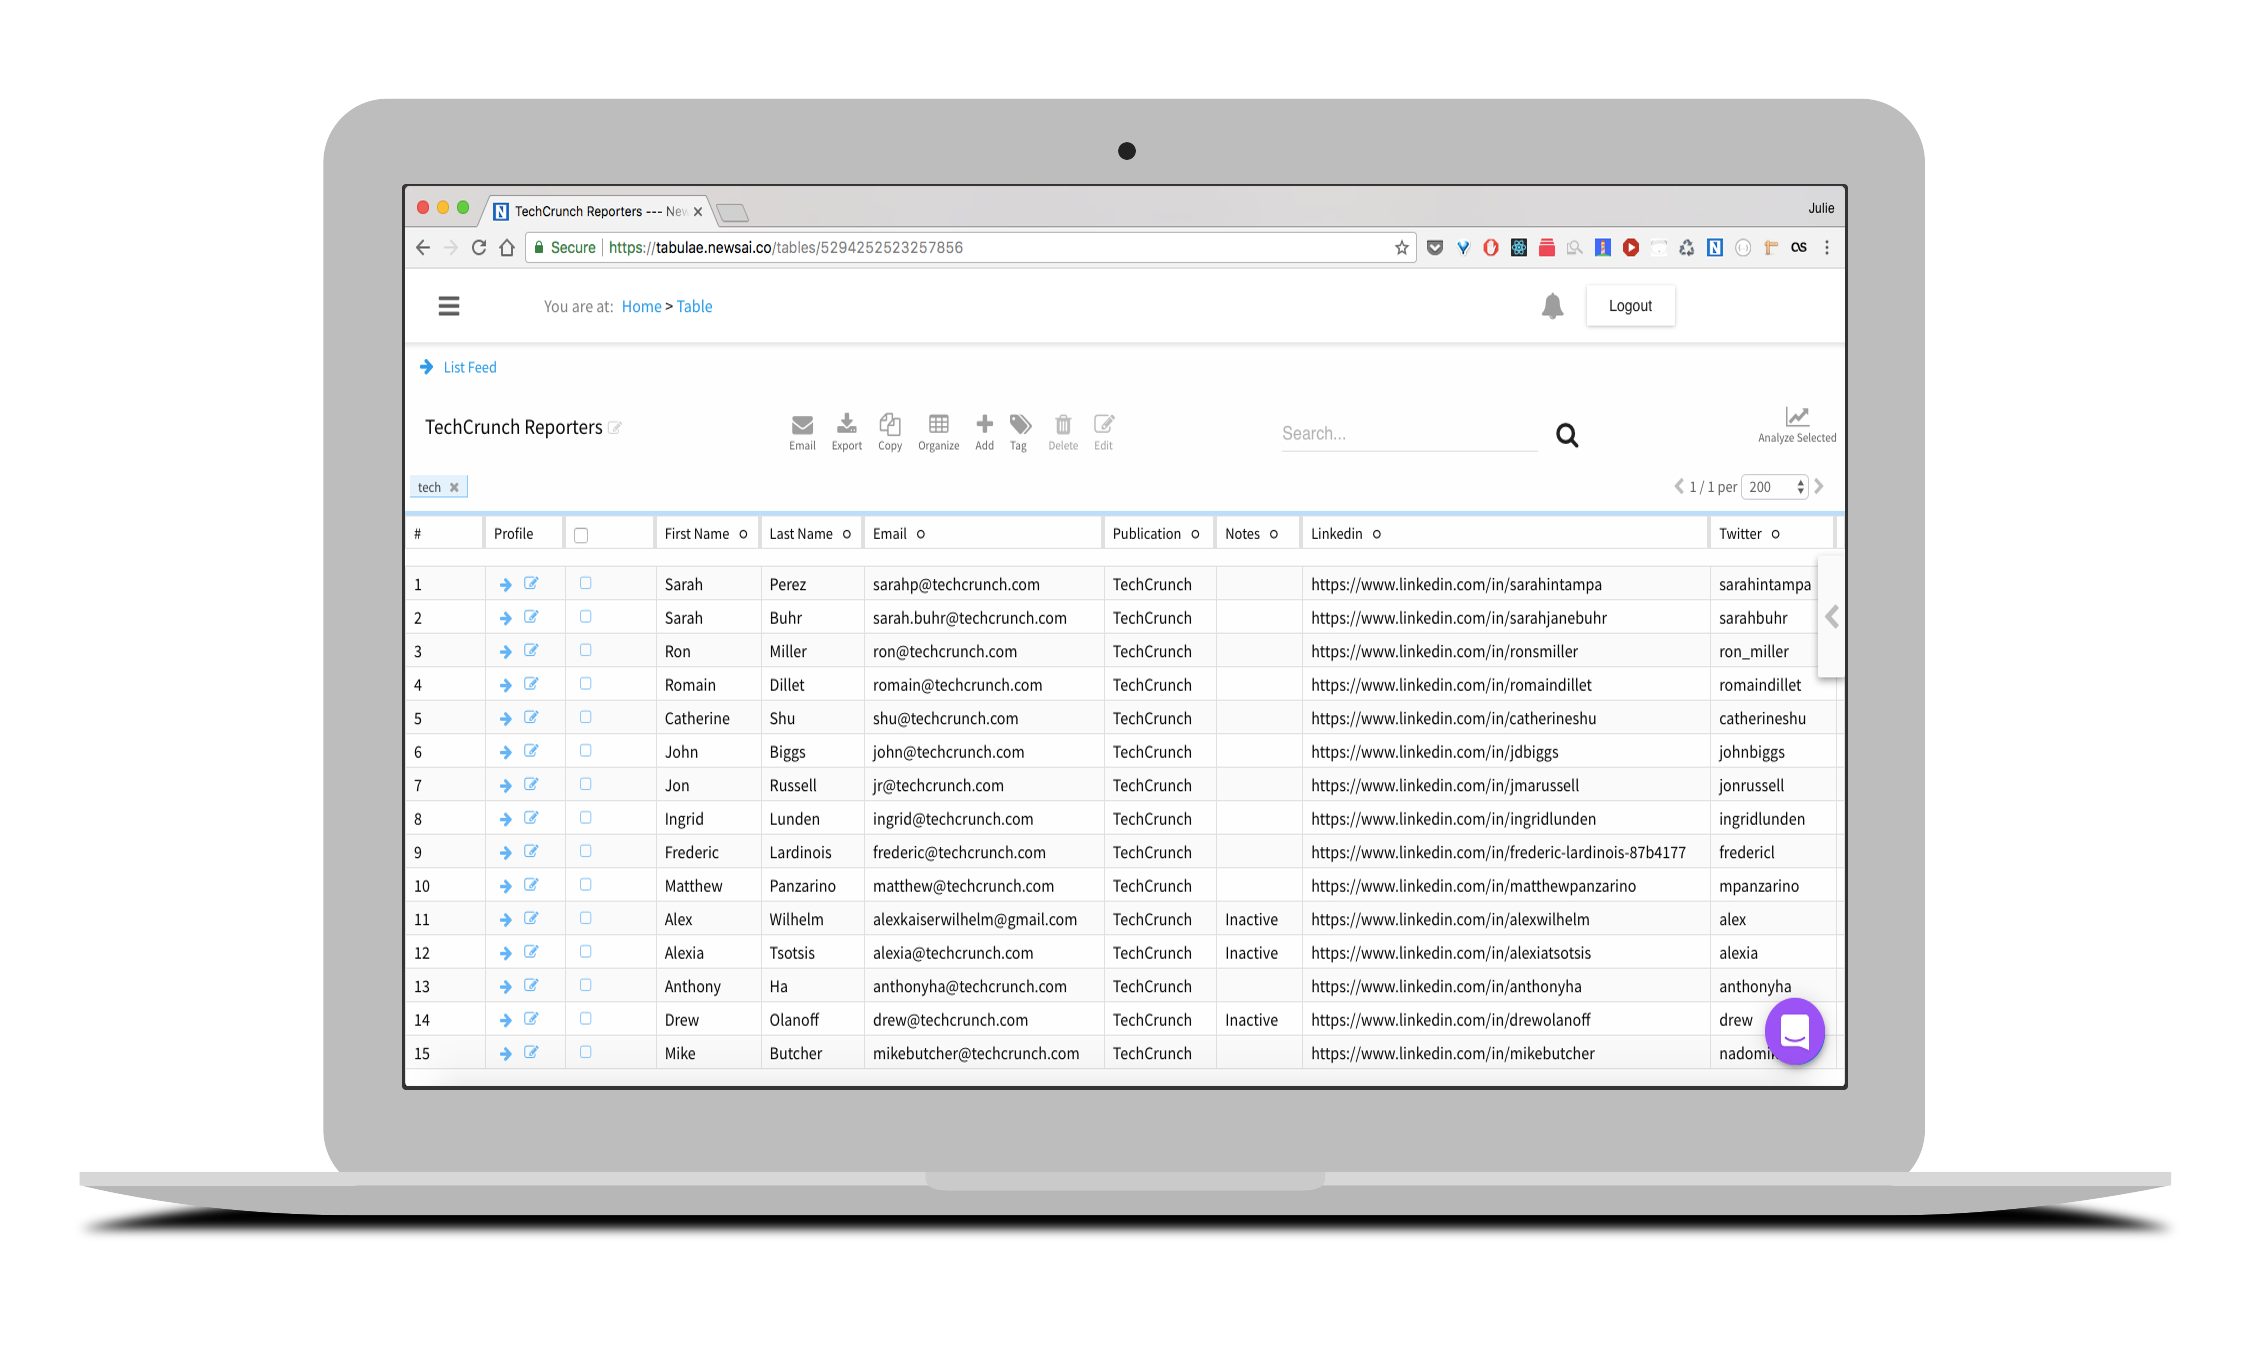 TechCrunch Reporters --- New
Julie
Secure https://tabulae.newsai.co/tables/5294252523257856
You are at: Home > Table
Logout
List Feed
TechCrunch Reporters
Email Export Copy Organize Add Tag Delete Edit
Search...
Analyze Selected
tech
1 / 1 per 200
# Profile First Name Last Name Email Publication Notes Linkedin Twitter
1 Sarah Perez sarahp@techcrunch.com TechCrunch https://www.linkedin.com/in/sarahintampa sarahintampa
2 Sarah Buhr sarah.buhr@techcrunch.com TechCrunch https://www.linkedin.com/in/sarahjanebuhr sarahbuhr
3 Ron Miller ron@techcrunch.com TechCrunch https://www.linkedin.com/in/ronsmiller ron_miller
4 Romain Dillet romain@techcrunch.com TechCrunch https://www.linkedin.com/in/romaindillet romaindillet
5 Catherine Shu shu@techcrunch.com TechCrunch https://www.linkedin.com/in/catherineshu catherineshu
6 John Biggs john@techcrunch.com TechCrunch https://www.linkedin.com/in/jdbiggs johnbiggs
7 Jon Russell jr@techcrunch.com TechCrunch https://www.linkedin.com/in/jmarussell jonrussell
8 Ingrid Lunden ingrid@techcrunch.com TechCrunch https://www.linkedin.com/in/ingridlunden ingridlunden
9 Frederic Lardinois frederic@techcrunch.com TechCrunch https://www.linkedin.com/in/frederic-lardinois-87b4177 fredericl
10 Matthew Panzarino matthew@techcrunch.com TechCrunch https://www.linkedin.com/in/matthewpanzarino mpanzarino
11 Alex Wilhelm alexkaiserwilhelm@gmail.com TechCrunch Inactive https://www.linkedin.com/in/alexwilhelm alex
12 Alexia Tsotsis alexia@techcrunch.com TechCrunch Inactive https://www.linkedin.com/in/alexiatsotsis alexia
13 Anthony Ha anthonyha@techcrunch.com TechCrunch https://www.linkedin.com/in/anthonyha anthonyha
14 Drew Olanoff drew@techcrunch.com TechCrunch Inactive https://www.linkedin.com/in/drewolanoff drew
15 Mike Butcher mikebutcher@techcrunch.com TechCrunch https://www.linkedin.com/in/mikebutcher